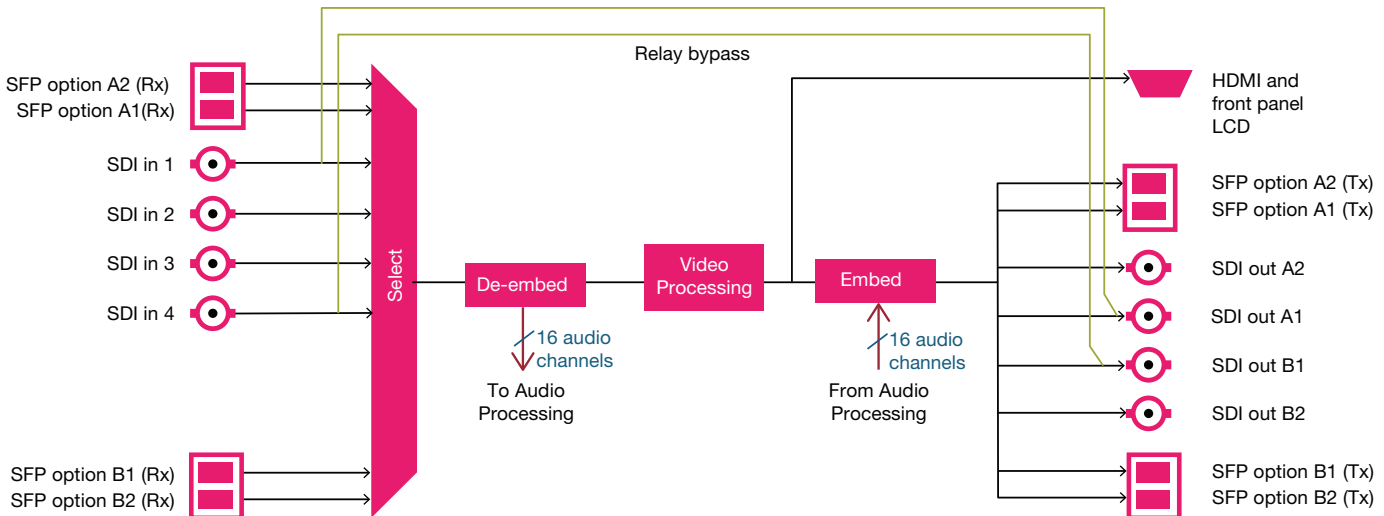 Relay bypass
SFP option A2 (Rx)
SFP option A1(Rx)
SDI in 1
SDI in 2
SDI in 3
SDI in 4
SFP option B1 (Rx)
SFP option B2 (Rx)
Select
De-embed
16 audio
channels
To Audio
Processing
Video
Processing
Embed
16 audio
channels
From Audio
Processing
HDMI and
front panel
LCD
SFP option A2 (Tx)
SFP option A1 (Tx)
SDI out A2
SDI out A1
SDI out B1
SDI out B2
SFP option B1 (Tx)
SFP option B2 (Tx)